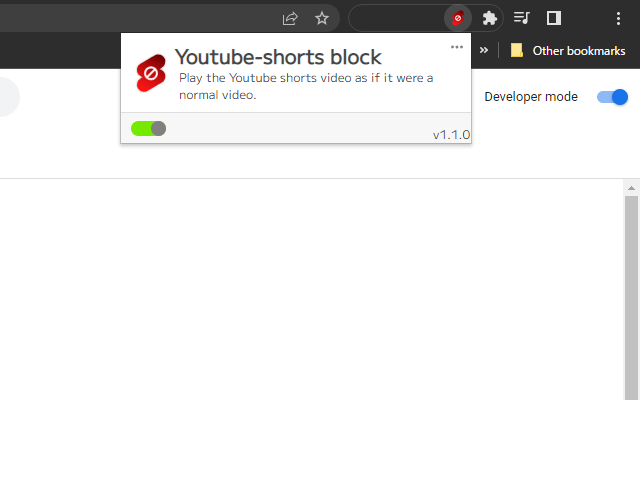 Youtube-shorts block
Play the Youtube shorts video as if it were a
normal video.
v1.1.0
Other bookmarks
Developer mode